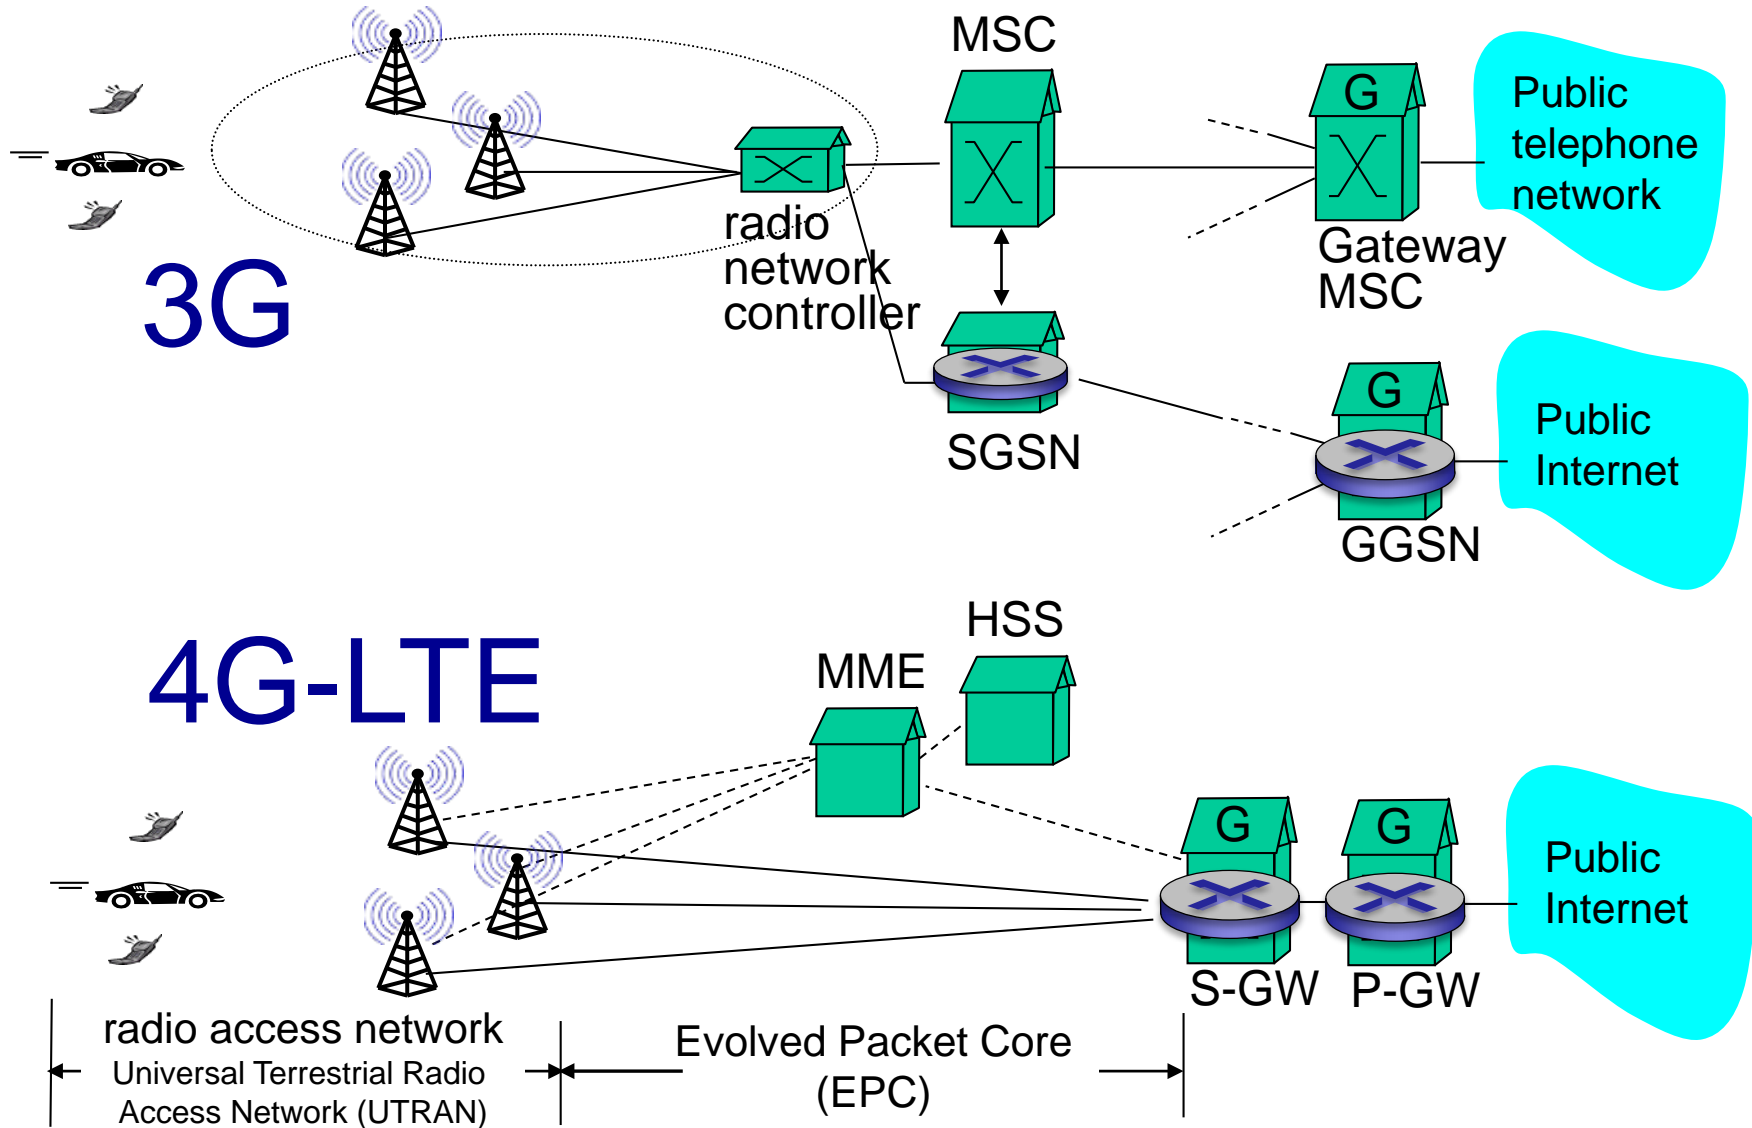 MSC
G
Public
telephone
network
radio
network
controller
Gateway
MSC
3G
SGSN
G
Public
Internet
GGSN
HSS
4G-LTE
MME
G
G
Public
Internet
S-GW
P-GW
radio access network
Universal Terrestrial Radio
Access Network (UTRAN)
Evolved Packet Core
(EPC)